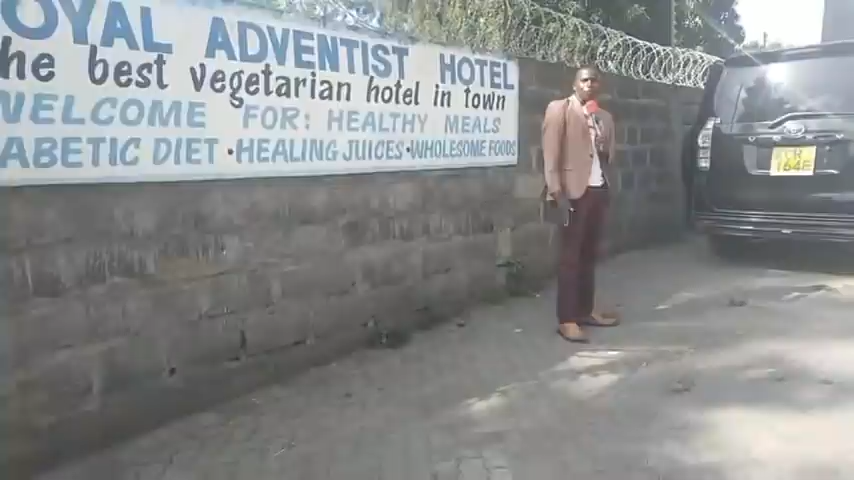 OYAL ADVENTIST HOTEL
he best vegetarian hotel in town
WELCOME FOR: HEALTHY MEALS
ABETIC DIET •HEALING JUICES•WHOLESOME FOODS
164E